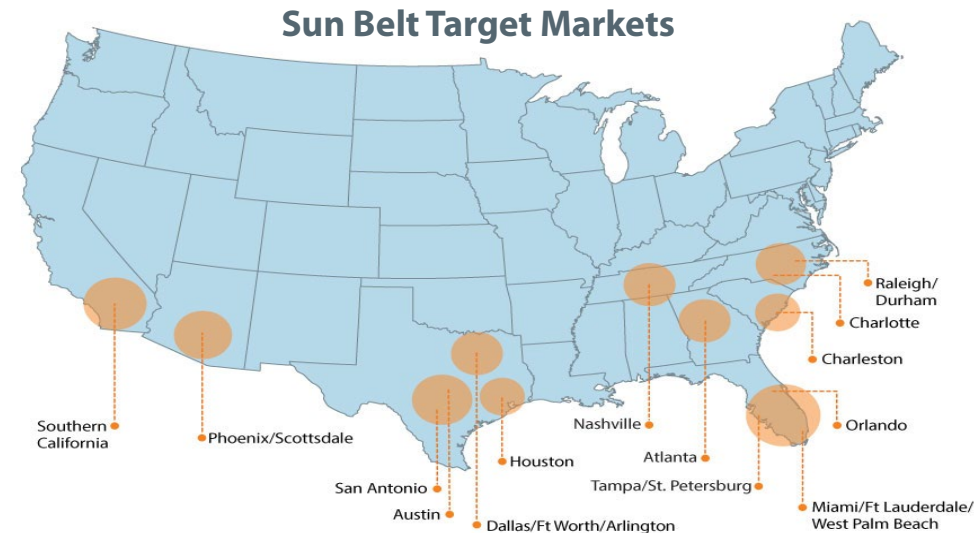 Sun Belt Target Markets
Raleigh/
Durham
Charlotte
Charleston
Southern
California
Phoenix/Scottsdale
Nashville
Orlando
Houston
Atlanta
San Antonio
Tampa/St. Petersburg
Austin
Miami/Ft Lauderdale/
West Palm Beach
Dallas/Ft Worth/Arlington